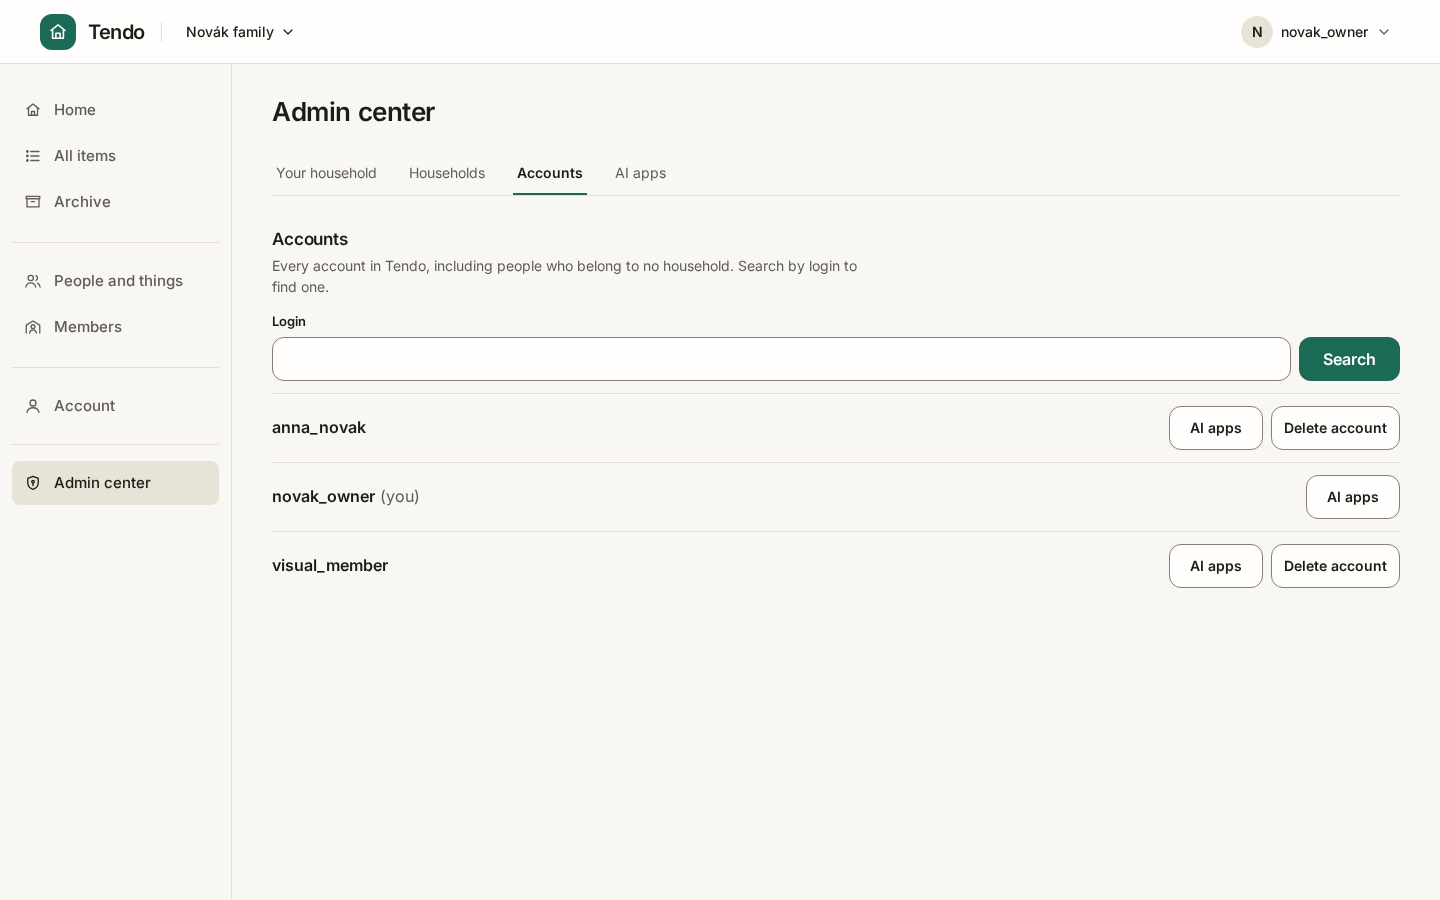 Tendo
Novák family
N
novak_owner
Home
All items
Archive
People and things
Members
Account
Admin center
Admin center
Your household
Households
Accounts
AI apps
Accounts
Every account in Tendo, including people who belong to no household. Search by login to
find one.
Login
Search
anna_novak
AI apps
Delete account
novak_owner (you)
AI apps
visual_member
AI apps
Delete account